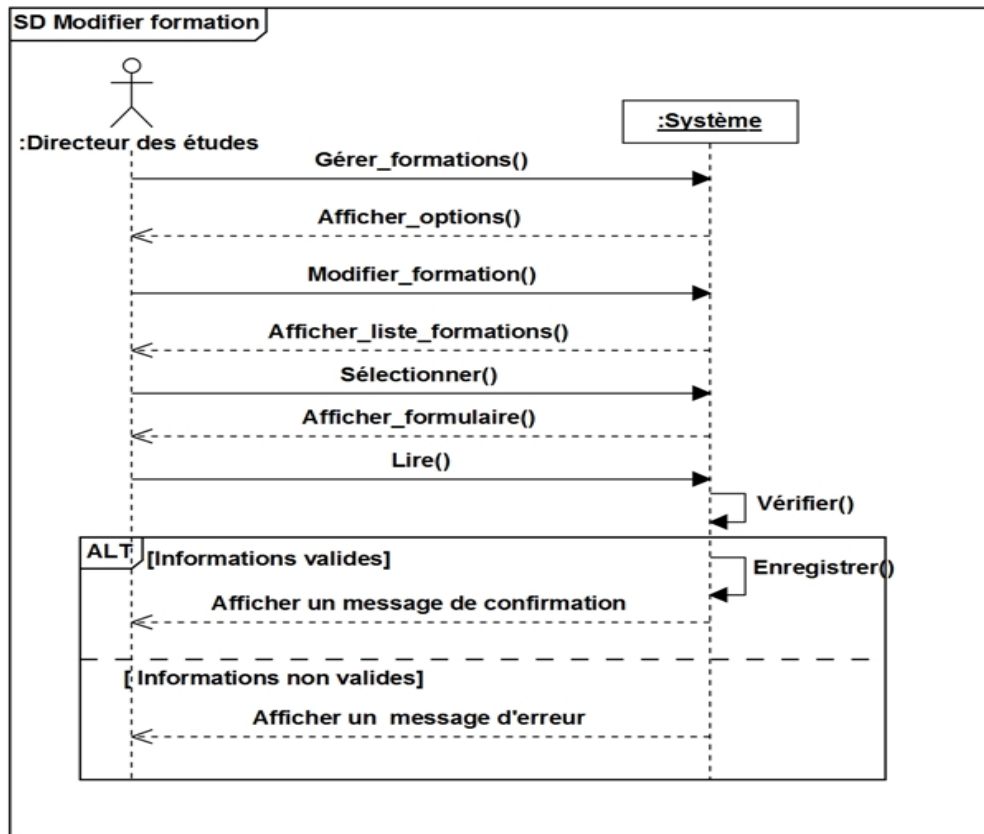 SD Modifier formation
:Directeur des études
:Système
Gérer_formations()
Afficher_options()
Modifier_formation()
Afficher_liste_formations()
Sélectionner()
Afficher_formulaire()
Lire()
Vérifier()
ALT
[Informations valides]
Enregistrer()
Afficher un message de confirmation
[ Informations non valides]
Afficher un message d'erreur